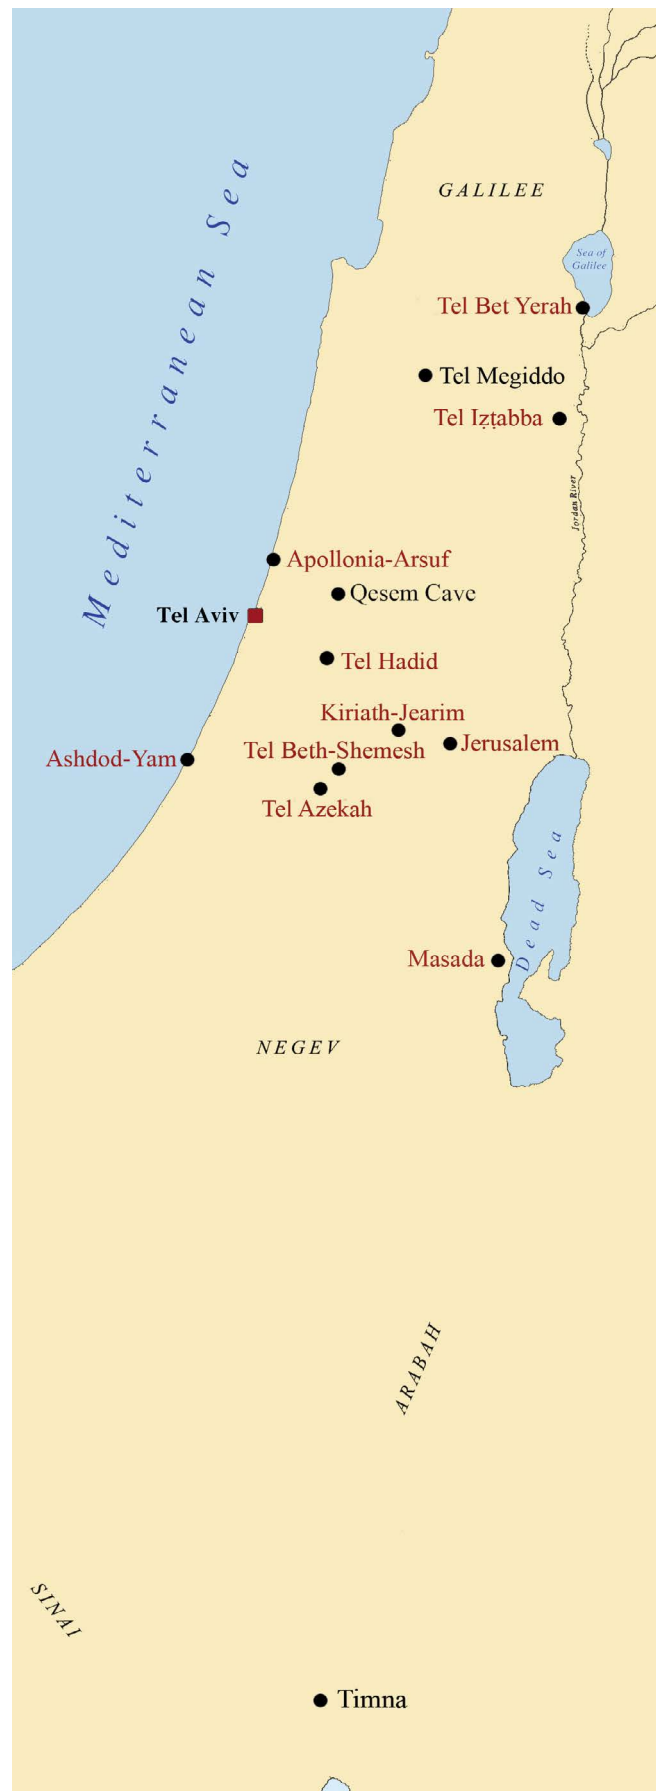 Mediterranean Sea
GALILEE
Sea of
Galilee
Tel Bet Yerah
Tel Megiddo
Tel Iẓṭabba
Jordan River
Apollonia-Arsuf
Qesem Cave
Tel Aviv
Tel Hadid
Kiriath-Jearim
Jerusalem
Tel Beth-Shemesh
Ashdod-Yam
Tel Azekah
Dead Sea
Masada
NEGEV
ARABAH
SINAI
Timna